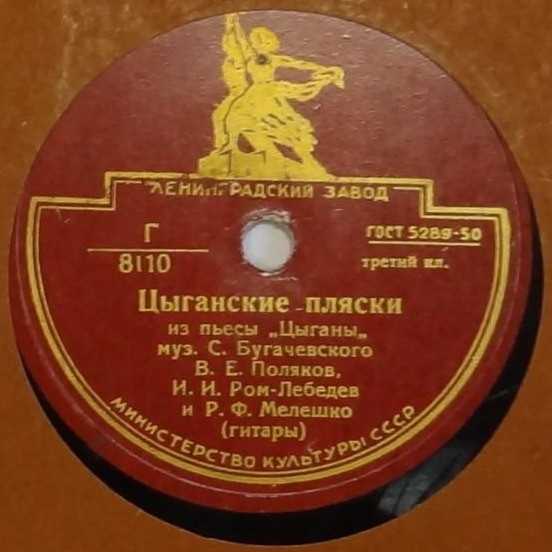 ЛЕНИНГРАДСКИЙ ЗАВОД
Г
8110
ГОСТ 5289-50
третий кл.
Цыганские пляски
из пьесы „Цыганы„
муз. С. Бугачевского
В. Е. Поляков,
И. И. Ром-Лебедев
и Р. Ф. Мелешко
(гитары)
МИНИСТЕРСТВО КУЛЬТУРЫ СССР